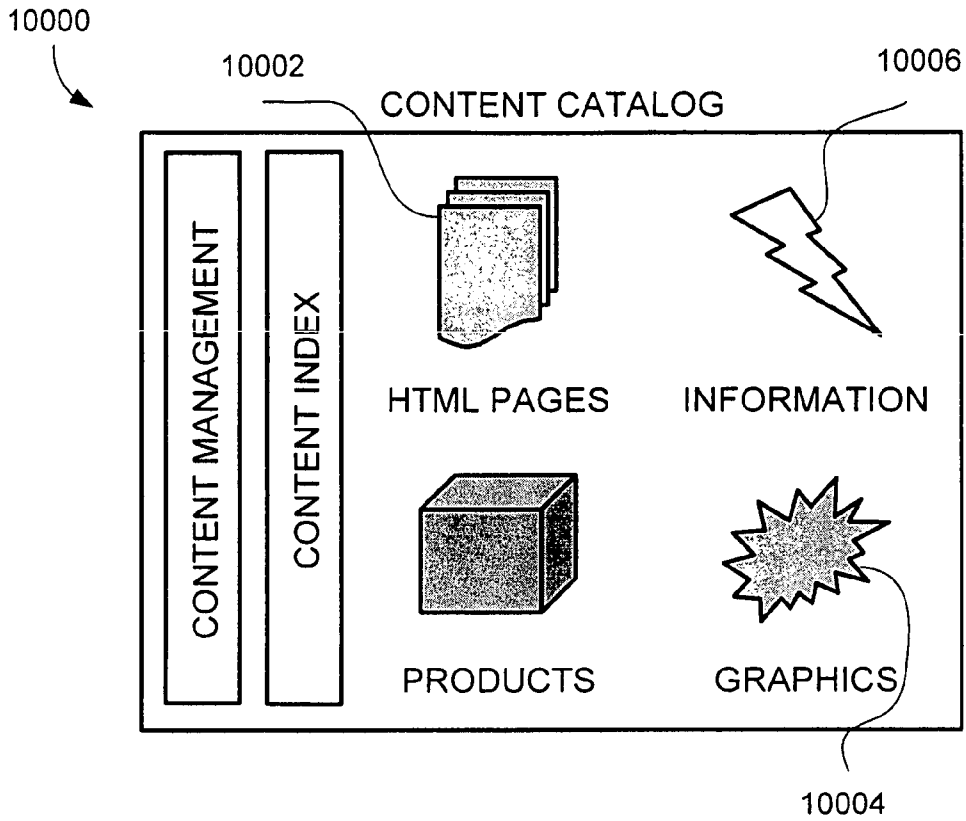 10000
10002
10006
CONTENT CATALOG
CONTENT MANAGEMENT
CONTENT INDEX
HTML PAGES
INFORMATION
PRODUCTS
GRAPHICS
10004